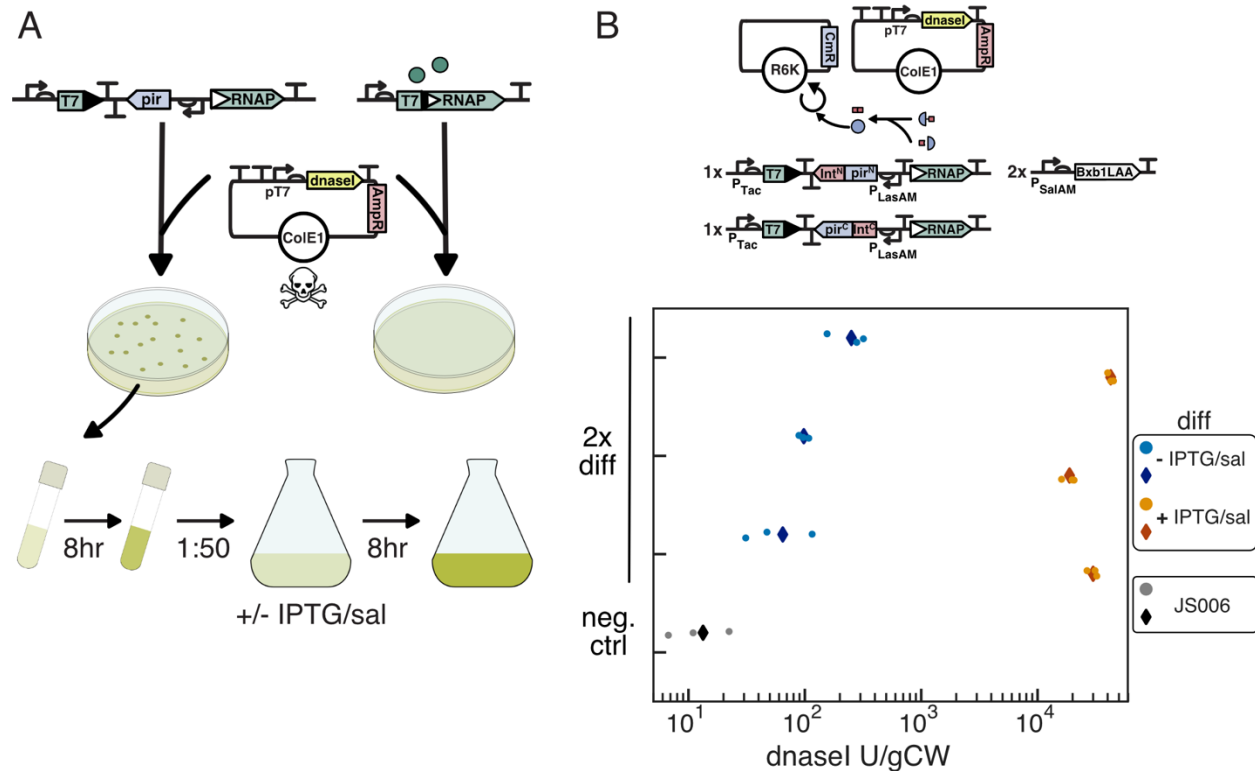 A
T7
pir
RNAP
T7
RNAP
pT7
dnaseI
AmpR
ColE1
8hr
1:50
8hr
+/- IPTG/sal
B
R6K
CmR
pT7
dnaseI
ColE1
AmpR
1x
PTac
T7
IntN
pirN
PLasAM
RNAP
2x
PSalAM
Bxb1LAA
1x
PTac
T7
pirC
IntC
PLasAM
RNAP
2x
diff
neg.
ctrl
10¹
10²
10³
10⁴
dnaseI U/gCW
diff
- IPTG/sal
+ IPTG/sal
JS006